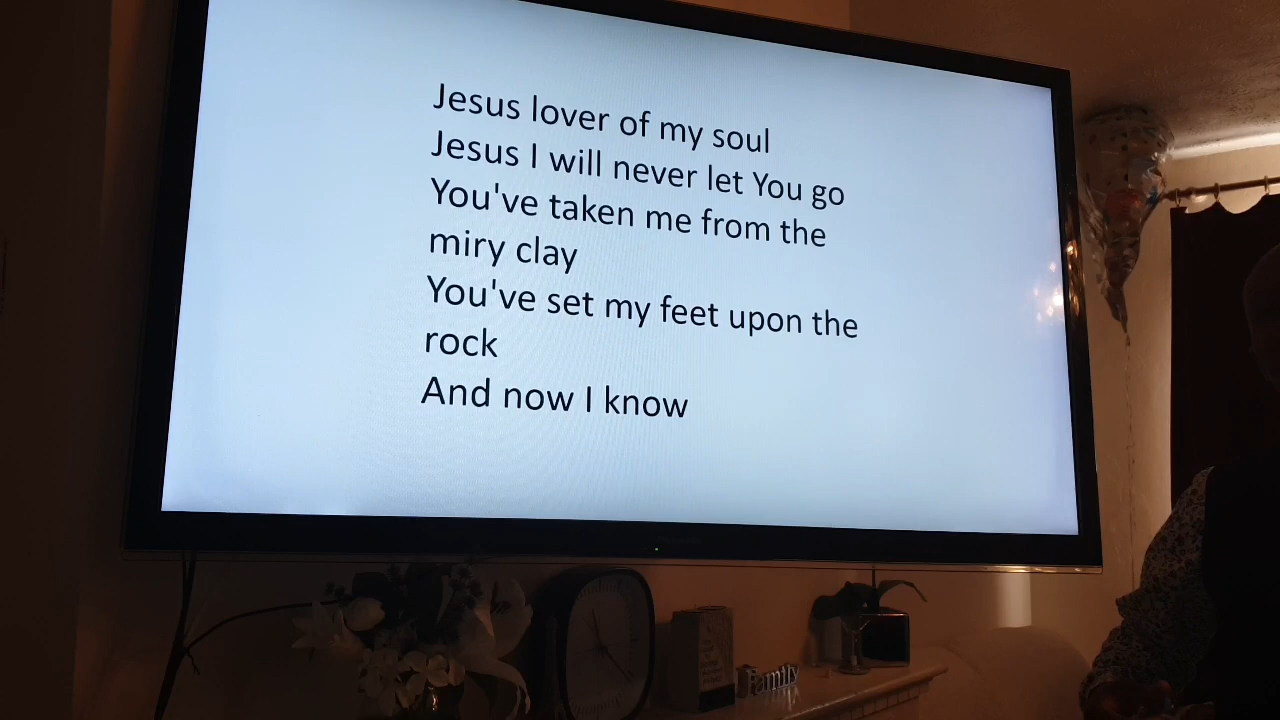 Jesus lover of my soul
Jesus I will never let You go
You've taken me from the
miry clay
You've set my feet upon the
rock
And now I know
Family